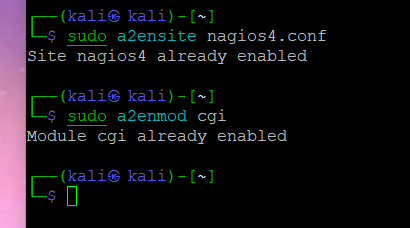 ┌──(kali㉿ kali)-[~]
└─$ sudo a2ensite nagios4.conf
Site nagios4 already enabled
┌──(kali㉿ kali)-[~]
└─$ sudo a2enmod cgi
Module cgi already enabled
┌──(kali㉿ kali)-[~]
└─$